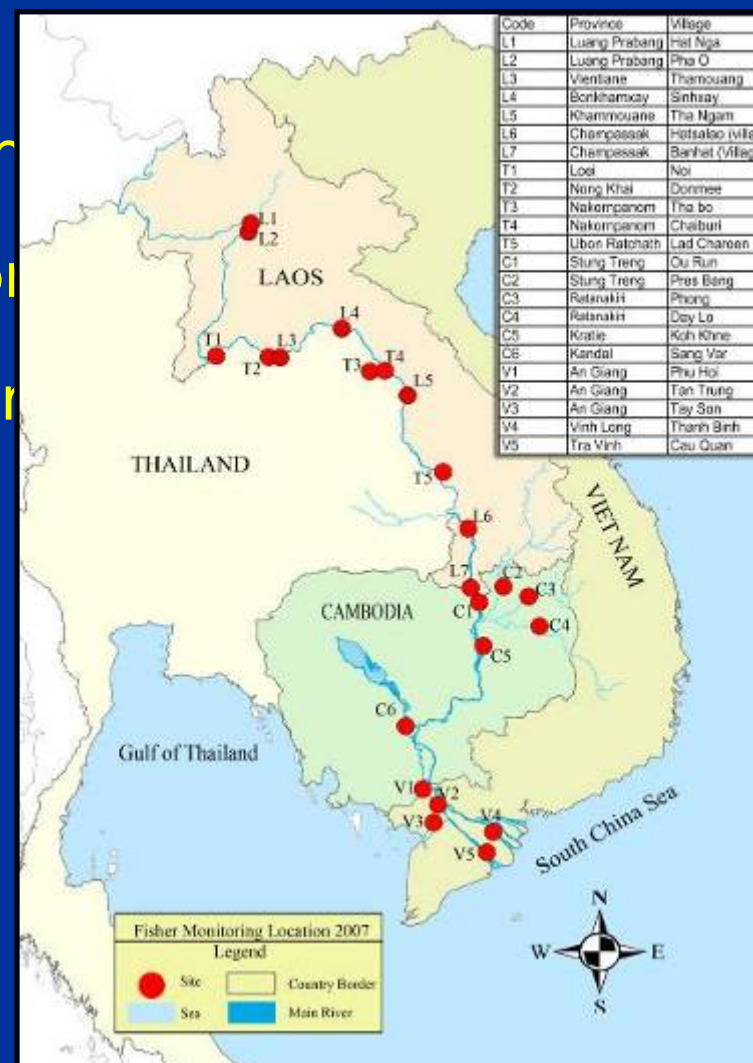 Code Province Village
L1 Luang Prabang Hat Nga
L2 Luang Prabang Pha O
L3 Vientiane Thamouang
L4 Borikhamxay Sinhxay
L5 Khammouane Tha Ngam
L6 Champassak Hatsalao (villa
L7 Champassak Banhat (Villag
T1 Loei Noi
T2 Nong Khai Donmee
T3 Nakornpanom Tha bo
T4 Nakornpanom Chaiburi
T5 Ubon Ratchath Lad Charoen
C1 Stung Treng Ou Run
C2 Stung Treng Pres Bang
C3 Ratanakiri Phong
C4 Ratanakiri Day Lo
C5 Kratie Koh Khne
C6 Kandal Sang Var
V1 An Giang Phu Hoi
V2 An Giang Tan Trung
V3 An Giang Tay Son
V4 Vinh Long Thanh Binh
V5 Tra Vinh Cau Quan
L1
L2
LAOS
L4
T1
T2
L3
T3
T4
L5
THAILAND
T5
L6
VIET NAM
L7
C2
C3
CAMBODIA
C1
C4
C5
C6
Gulf of Thailand
V1
V2
V3
V4
V5
South China Sea
N
W
E
S
Fisher Monitoring Location 2007
Legend
Site Country Border
Sea Main River